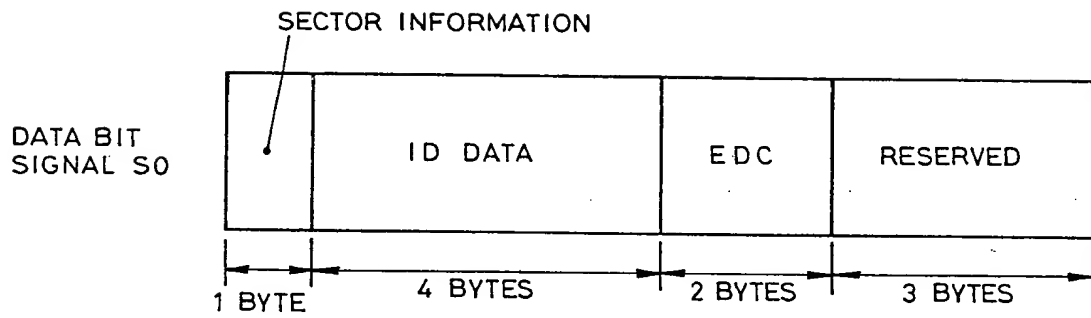 SECTOR INFORMATION
DATA BIT
SIGNAL S0
ID DATA
EDC
RESERVED
1 BYTE
4 BYTES
2 BYTES
3 BYTES